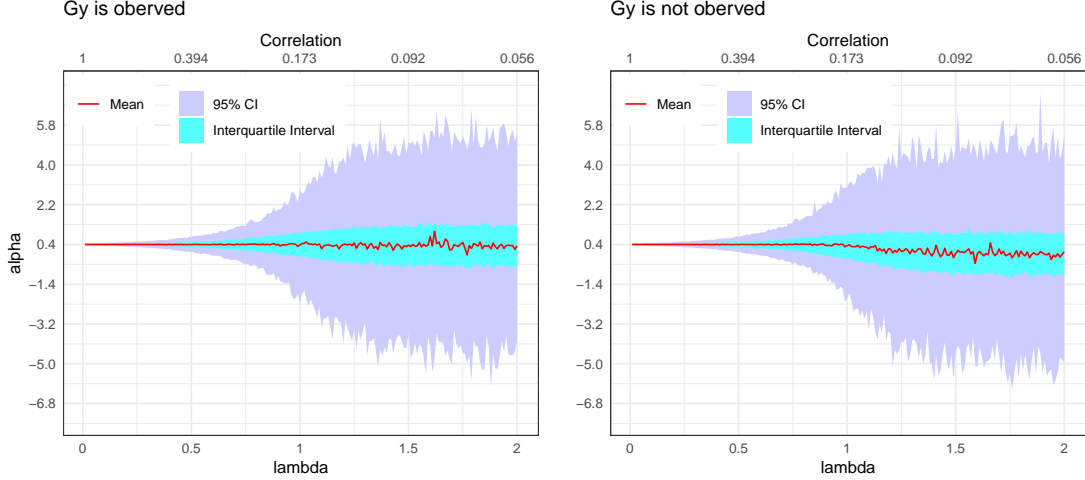 Gy is oberved
Correlation
1 0.394 0.173 0.092 0.056
Mean
95% CI
Interquartile Interval
alpha
5.8
4.0
2.2
0.4
−1.4
−3.2
−5.0
−6.8
0 0.5 1 1.5 2
lambda
Gy is not oberved
Correlation
1 0.394 0.173 0.092 0.056
Mean
95% CI
Interquartile Interval
5.8
4.0
2.2
0.4
−1.4
−3.2
−5.0
−6.8
0 0.5 1 1.5 2
lambda